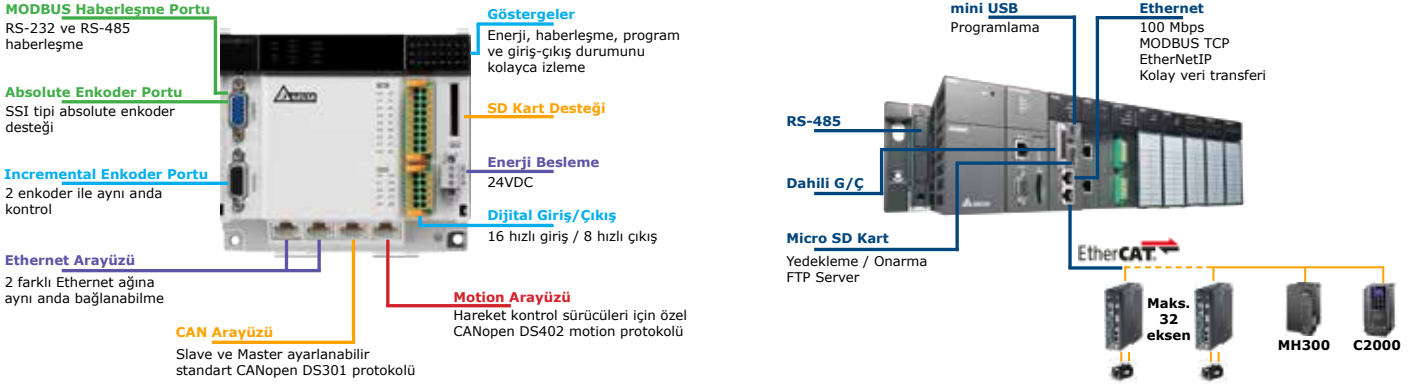 MODBUS Haberleşme Portu
RS-232 ve RS-485
haberleşme
Absolute Enkoder Portu
SSI tipi absolute enkoder
desteği
Incremental Enkoder Portu
2 enkoder ile aynı anda
kontrol
Ethernet Arayüzü
2 farklı Ethernet ağına
aynı anda bağlanabilme
CAN Arayüzü
Slave ve Master ayarlanabilir
standart CANopen DS301 protokolü
Göstergeler
Enerji, haberleşme, program
ve giriş-çıkış durumunu
kolayca izleme
SD Kart Desteği
Enerji Besleme
24VDC
Dijital Giriş/Çıkış
16 hızlı giriş / 8 hızlı çıkış
Motion Arayüzü
Hareket kontrol sürücüleri için özel
CANopen DS402 motion protokolü
DELTA
mini USB
Programlama
Ethernet
100 Mbps
MODBUS TCP
EtherNetIP
Kolay veri transferi
RS-485
Dahili G/Ç
Micro SD Kart
Yedekleme / Onarma
FTP Server
EtherCAT
Maks.
32
eksen
MH300
C2000